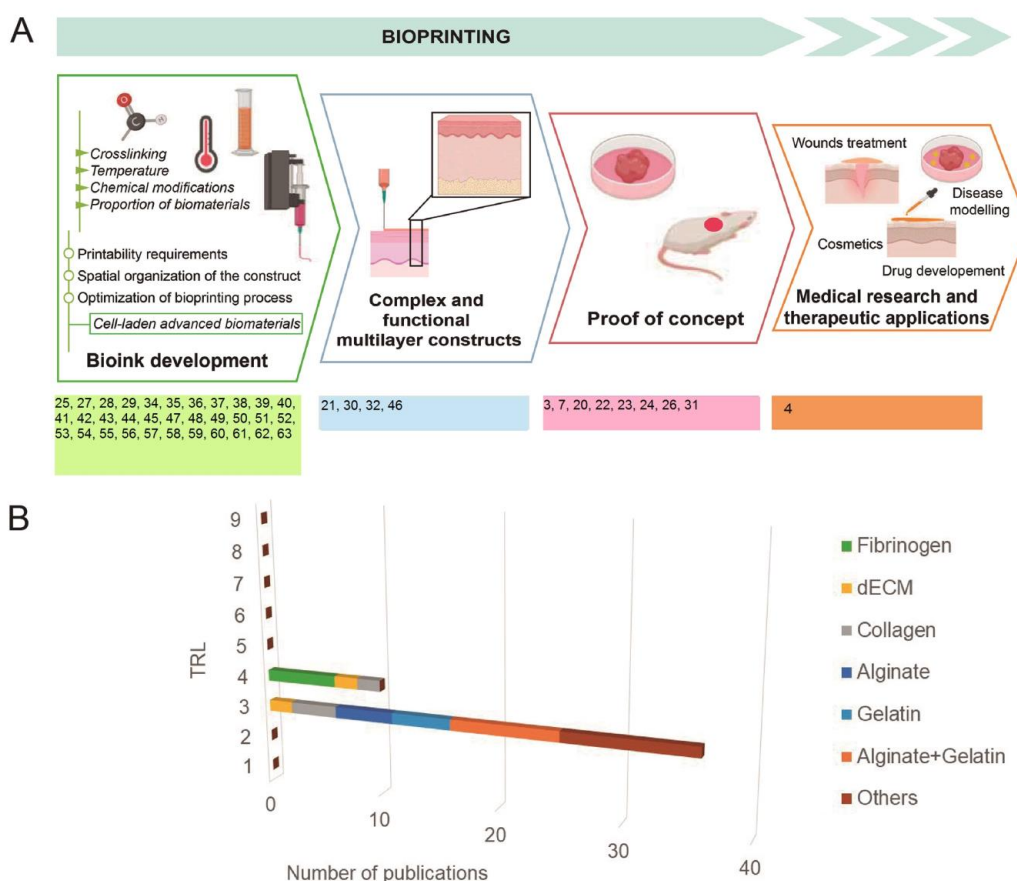 A
BIOPRINTING
Crosslinking
Temperature
Chemical modifications
Proportion of biomaterials
Printability requirements
Spatial organization of the construct
Optimization of bioprinting process
Cell-laden advanced biomaterials
Bioink development
Complex and
functional
multilayer constructs
Proof of concept
Wounds treatment
Disease
modelling
Cosmetics
Drug developement
Medical research and
therapeutic applications
25, 27, 28, 29, 34, 35, 36, 37, 38, 39, 40,
41, 42, 43, 44, 45, 47, 48, 49, 50, 51, 52,
53, 54, 55, 56, 57, 58, 59, 60, 61, 62, 63
21, 30, 32, 46
3, 7, 20, 22, 23, 24, 26, 31
4
B
TRL
9
8
7
6
5
4
3
2
1
0
10
20
30
40
Number of publications
Fibrinogen
dECM
Collagen
Alginate
Gelatin
Alginate+Gelatin
Others